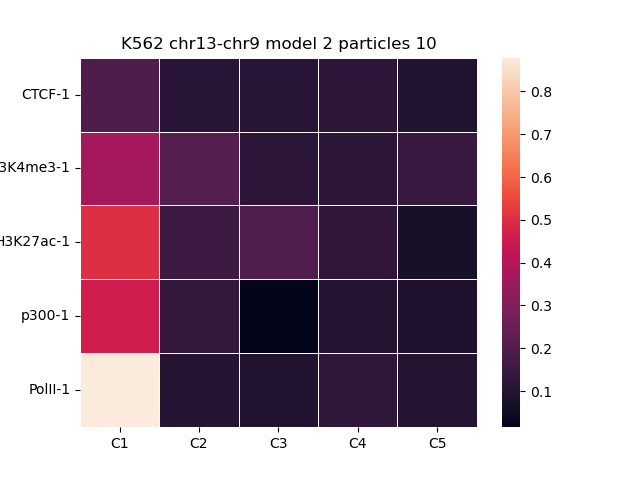 K562 chr13-chr9 model 2 particles 10
CTCF-1
3K4me3-1
H3K27ac-1
p300-1
PolII-1
C1 C2 C3 C4 C5
0.8
0.7
0.6
0.5
0.4
0.3
0.2
0.1